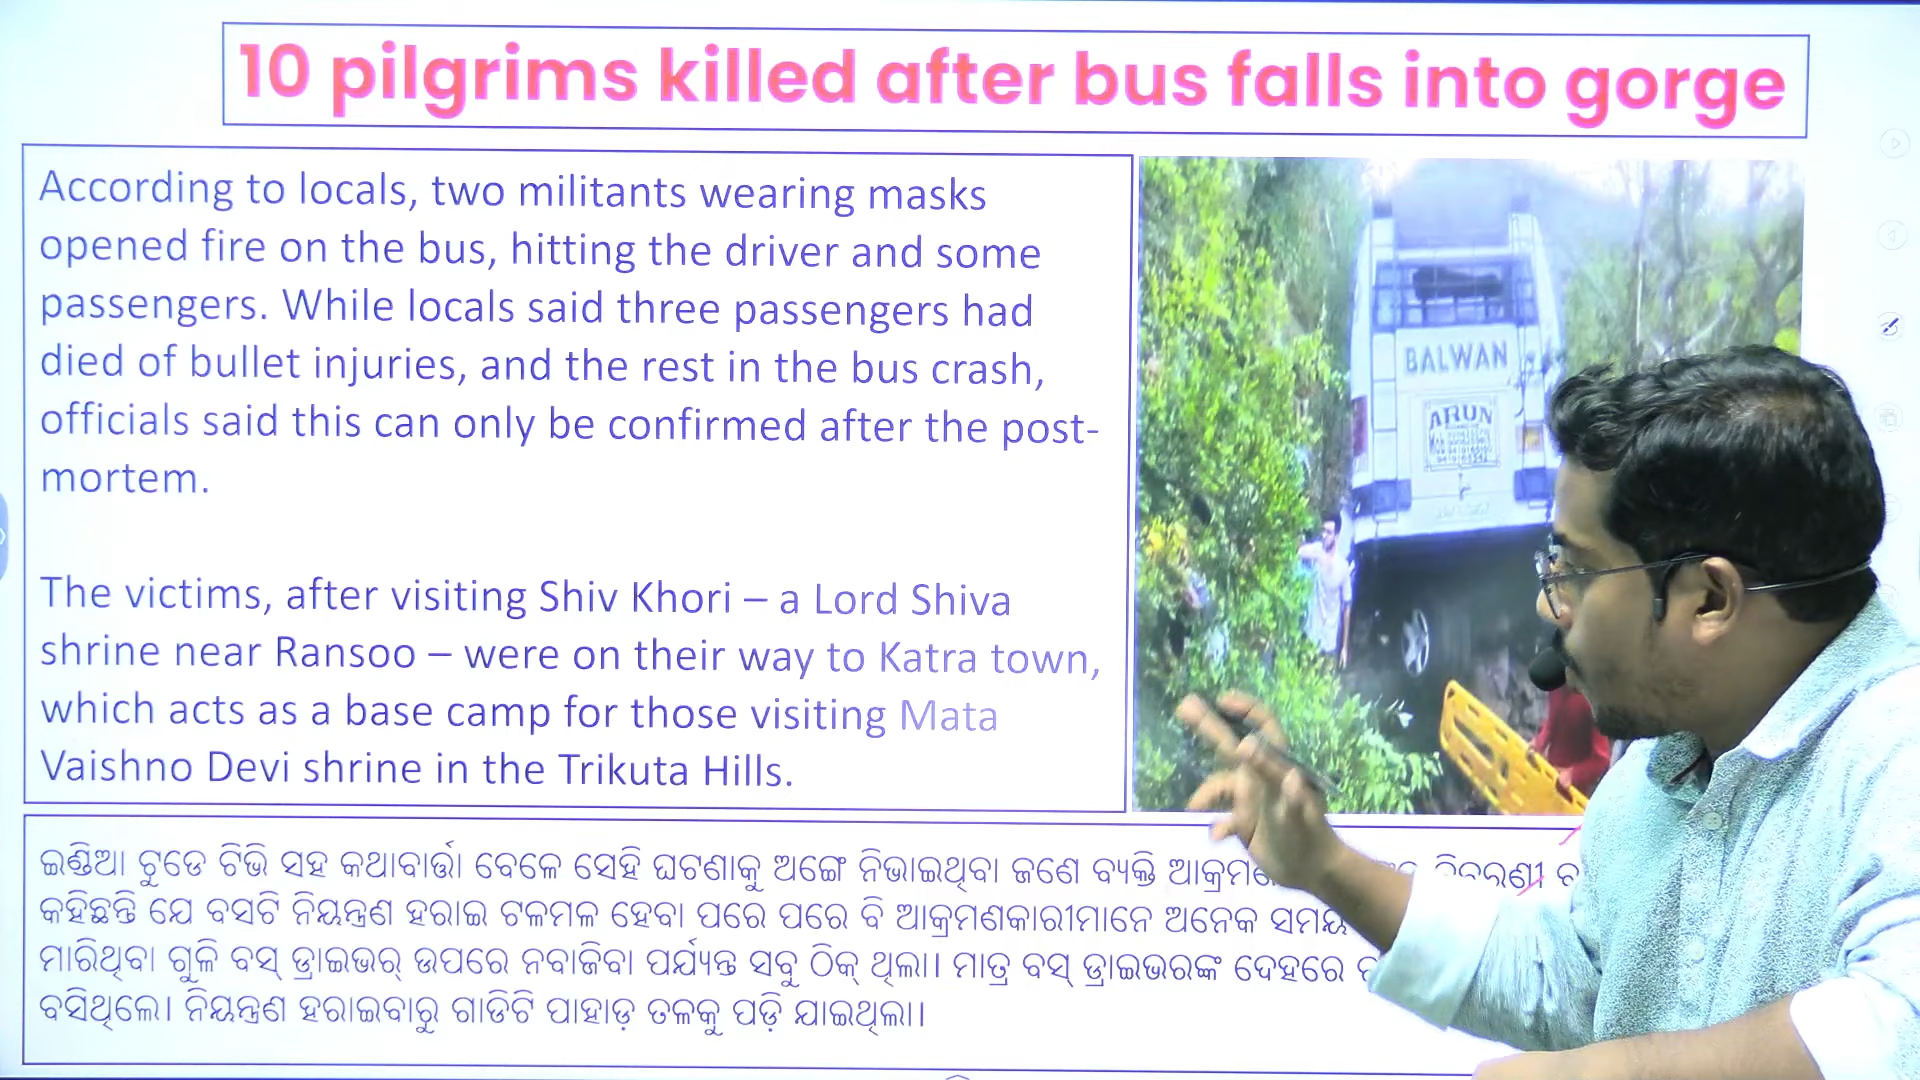 10 pilgrims killed after bus falls into gorge
According to locals, two militants wearing masks
opened fire on the bus, hitting the driver and some
passengers. While locals said three passengers had
died of bullet injuries, and the rest in the bus crash,
officials said this can only be confirmed after the post-
mortem.
The victims, after visiting Shiv Khori – a Lord Shiva
shrine near Ransoo – were on their way to Katra town,
which acts as a base camp for those visiting Mata
Vaishno Devi shrine in the Trikuta Hills.
BALWAN
ARUN
ଇଣ୍ଡିଆ ଟୁଡେ ଟିଭି ସହ କଥାବାର୍ତ୍ତା ବେଳେ ସେହି ଘଟଣାକୁ ଅଙ୍ଗେ ନିଭାଇଥିବା ଜଣେ ବ୍ୟକ୍ତି
କହିଛନ୍ତି ଯେ ବସଟି ନିୟନ୍ତ୍ରଣ ହରାଇ ଟଳମଳ ହେବା ପରେ ପରେ ବି ଆକ୍ରମଣକାରୀମାନେ ଅନେକ ସମୟ
ମାରିଥିବା ଗୁଳି ବସ୍ ଡ୍ରାଇଭର୍ ଉପରେ ନବାଜିବା ପର୍ଯ୍ୟନ୍ତ ସବୁ ଠିକ୍ ଥିଲା। ମାତ୍ର ବସ୍ ଡ୍ରାଇଭରଙ୍କ ଦେହରେ
ବସିଥିଲେ। ନିୟନ୍ତ୍ରଣ ହରାଇବାରୁ ଗାଡିଟି ପାହାଡ଼ ତଳକୁ ପଡ଼ି ଯାଇଥିଲା।